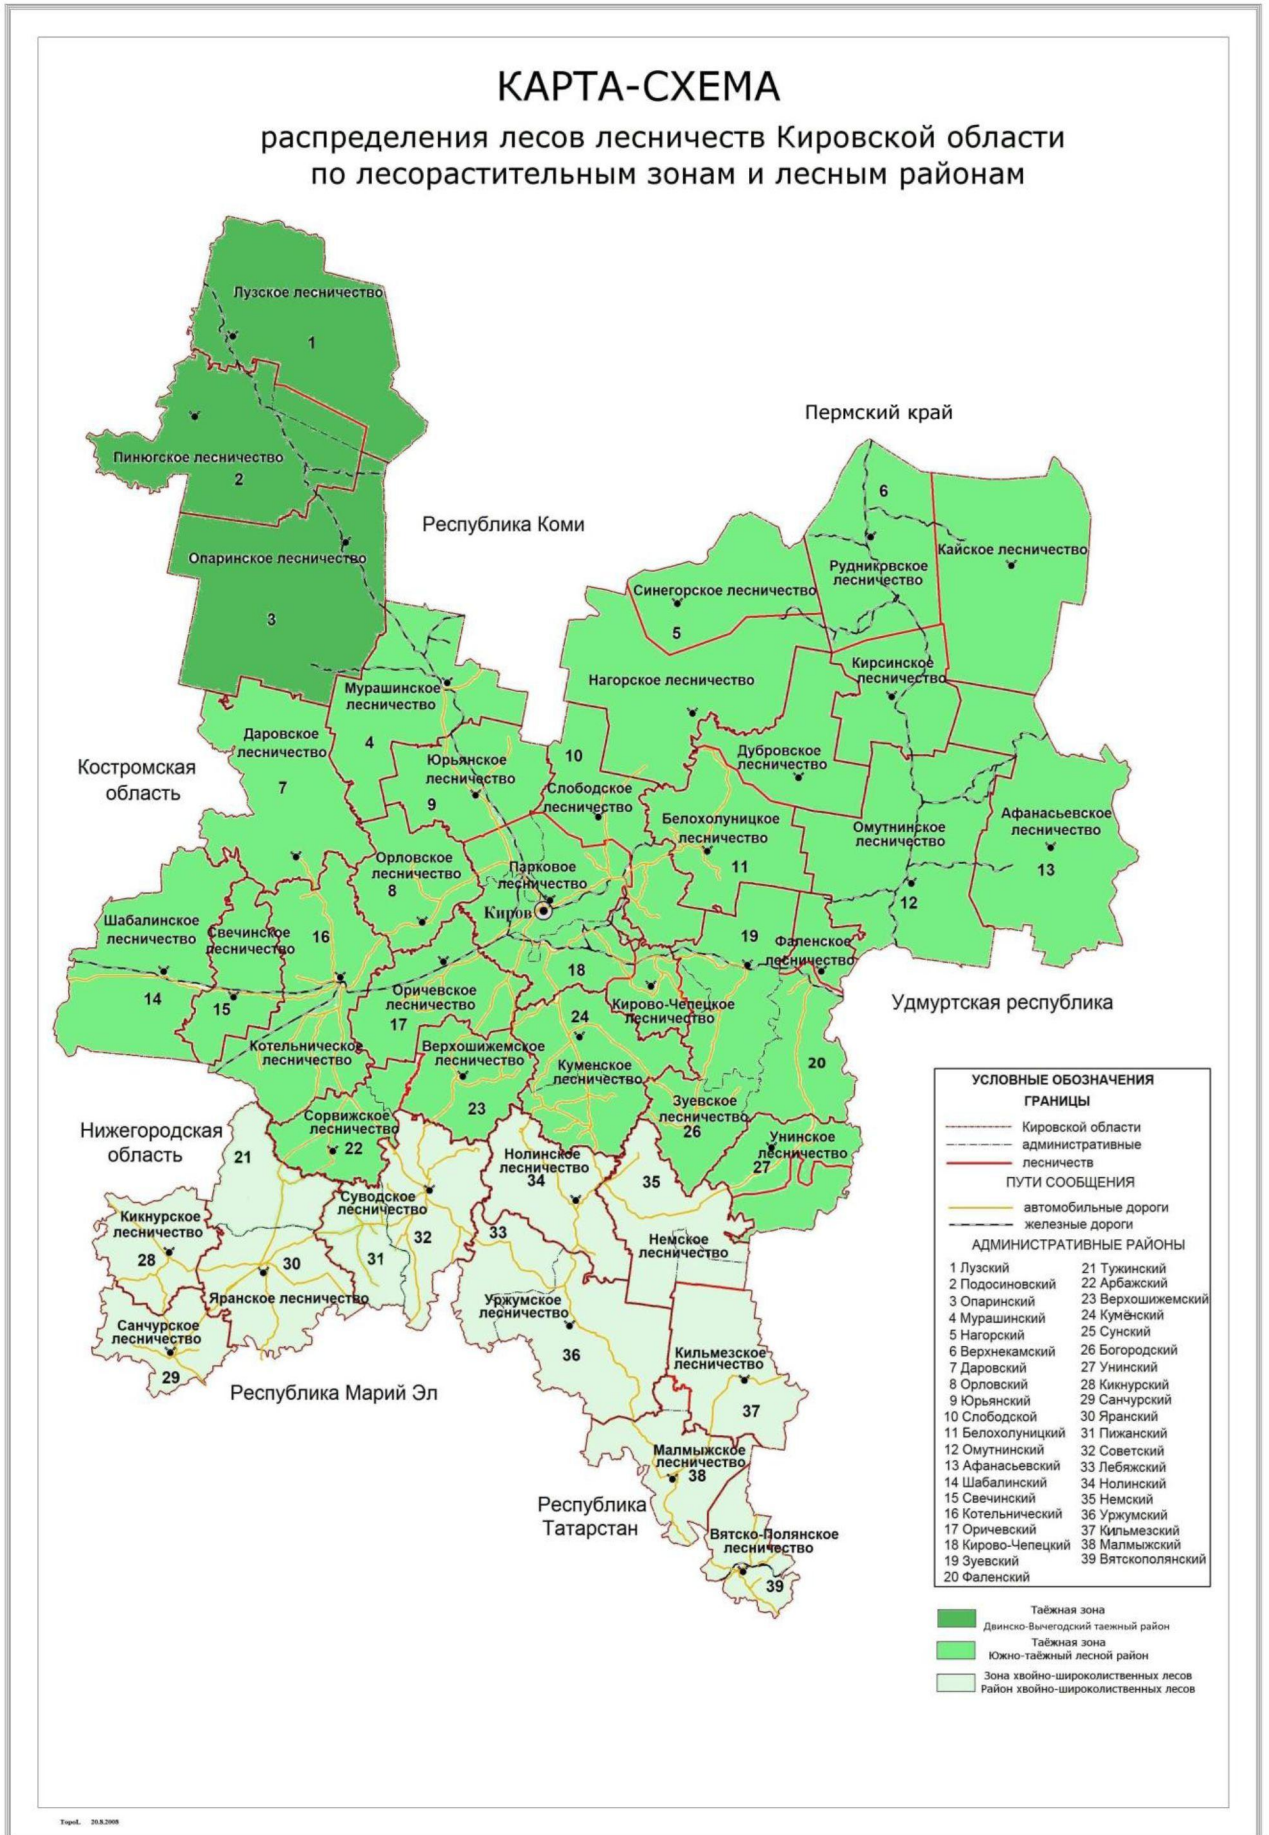 КАРТА-СХЕМА
распределения лесов лесничеств Кировской области
по лесорастительным зонам и лесным районам
Лузское лесничество
1
Пинюгское лесничество
2
Опаринское лесничество
3
Республика Коми
Пермский край
6
Рудниковское
лесничество
Кайское лесничество
Синегорское лесничество
5
Нагорское лесничество
Кирсинское
лесничество
Мурашинское
лесничество
4
Даровское
лесничество
7
Костромская
область
Юрьянское
лесничество
9
10
Слободское
лесничество
Дубровское
лесничество
Белохолуницкое
лесничество
11
Омутнинское
лесничество
12
Афанасьевское
лесничество
13
Орловское
лесничество
8
Парковое
лесничество
Киров
Шабалинское
лесничество
14
Свечинское
лесничество
15
16
19
Фаленское
лесничество
18
Оричевское
лесничество
17
Кирово-Чепецкое
лесничество
24
Куменское
лесничество
Удмуртская республика
Котельническое
лесничество
Верхошижемское
лесничество
23
20
Зуевское
лесничество
26
Сорвижское
лесничество
22
Унинское
лесничество
27
Нижегородская
область
21
Нолинское
лесничество
34
35
Суводское
лесничество
32
33
31
Кикнурское
лесничество
28
Немское
лесничество
30
Яранское лесничество
Санчурское
лесничество
29
Уржумское
лесничество
36
Кильмезское
лесничество
37
Республика Марий Эл
Малмыжское
лесничество
38
Республика
Татарстан
Вятско-Полянское
лесничество
39
УСЛОВНЫЕ ОБОЗНАЧЕНИЯ
ГРАНИЦЫ
Кировской области
административные
лесничеств
ПУТИ СООБЩЕНИЯ
автомобильные дороги
железные дороги
АДМИНИСТРАТИВНЫЕ РАЙОНЫ
1 Лузский
2 Подосиновский
3 Опаринский
4 Мурашинский
5 Нагорский
6 Верхнекамский
7 Даровский
8 Орловский
9 Юрьянский
10 Слободской
11 Белохолуницкий
12 Омутнинский
13 Афанасьевский
14 Шабалинский
15 Свечинский
16 Котельнический
17 Оричевский
18 Кирово-Чепецкий
19 Зуевский
20 Фаленский
21 Тужинский
22 Арбажский
23 Верхошижемский
24 Кумёнский
25 Сунский
26 Богородский
27 Унинский
28 Кикнурский
29 Санчурский
30 Яранский
31 Пижанский
32 Советский
33 Лебяжский
34 Нолинский
35 Немский
36 Уржумский
37 Кильмезский
38 Малмыжский
39 Вятскополянский
Таёжная зона
Двинско-Вычегодский таежный район
Таёжная зона
Южно-таёжный лесной район
Зона хвойно-широколиственных лесов
Район хвойно-широколиственных лесов
TopoL 20.8.2008